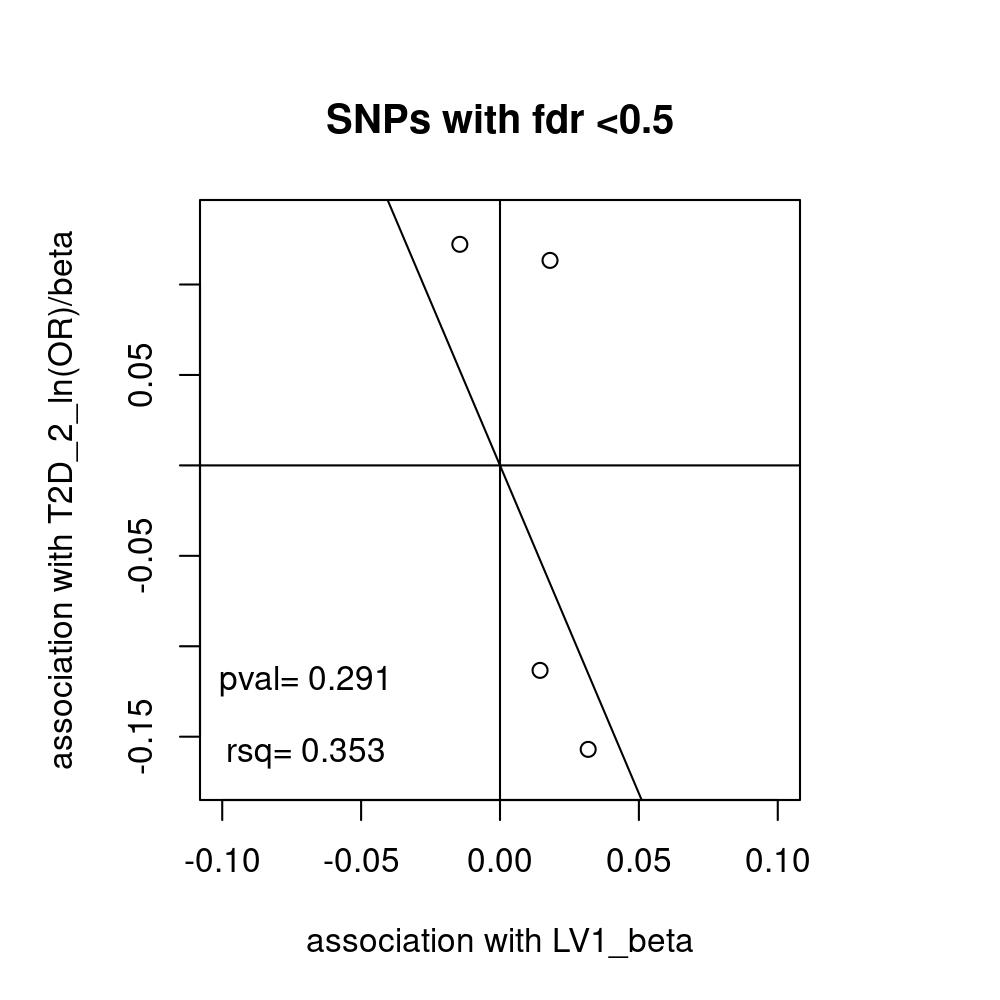 SNPs with fdr <0.5
association with T2D_2_ln(OR)/beta
0.05
-0.05
-0.15
pval= 0.291
rsq= 0.353
-0.10 -0.05 0.00 0.05 0.10
association with LV1_beta